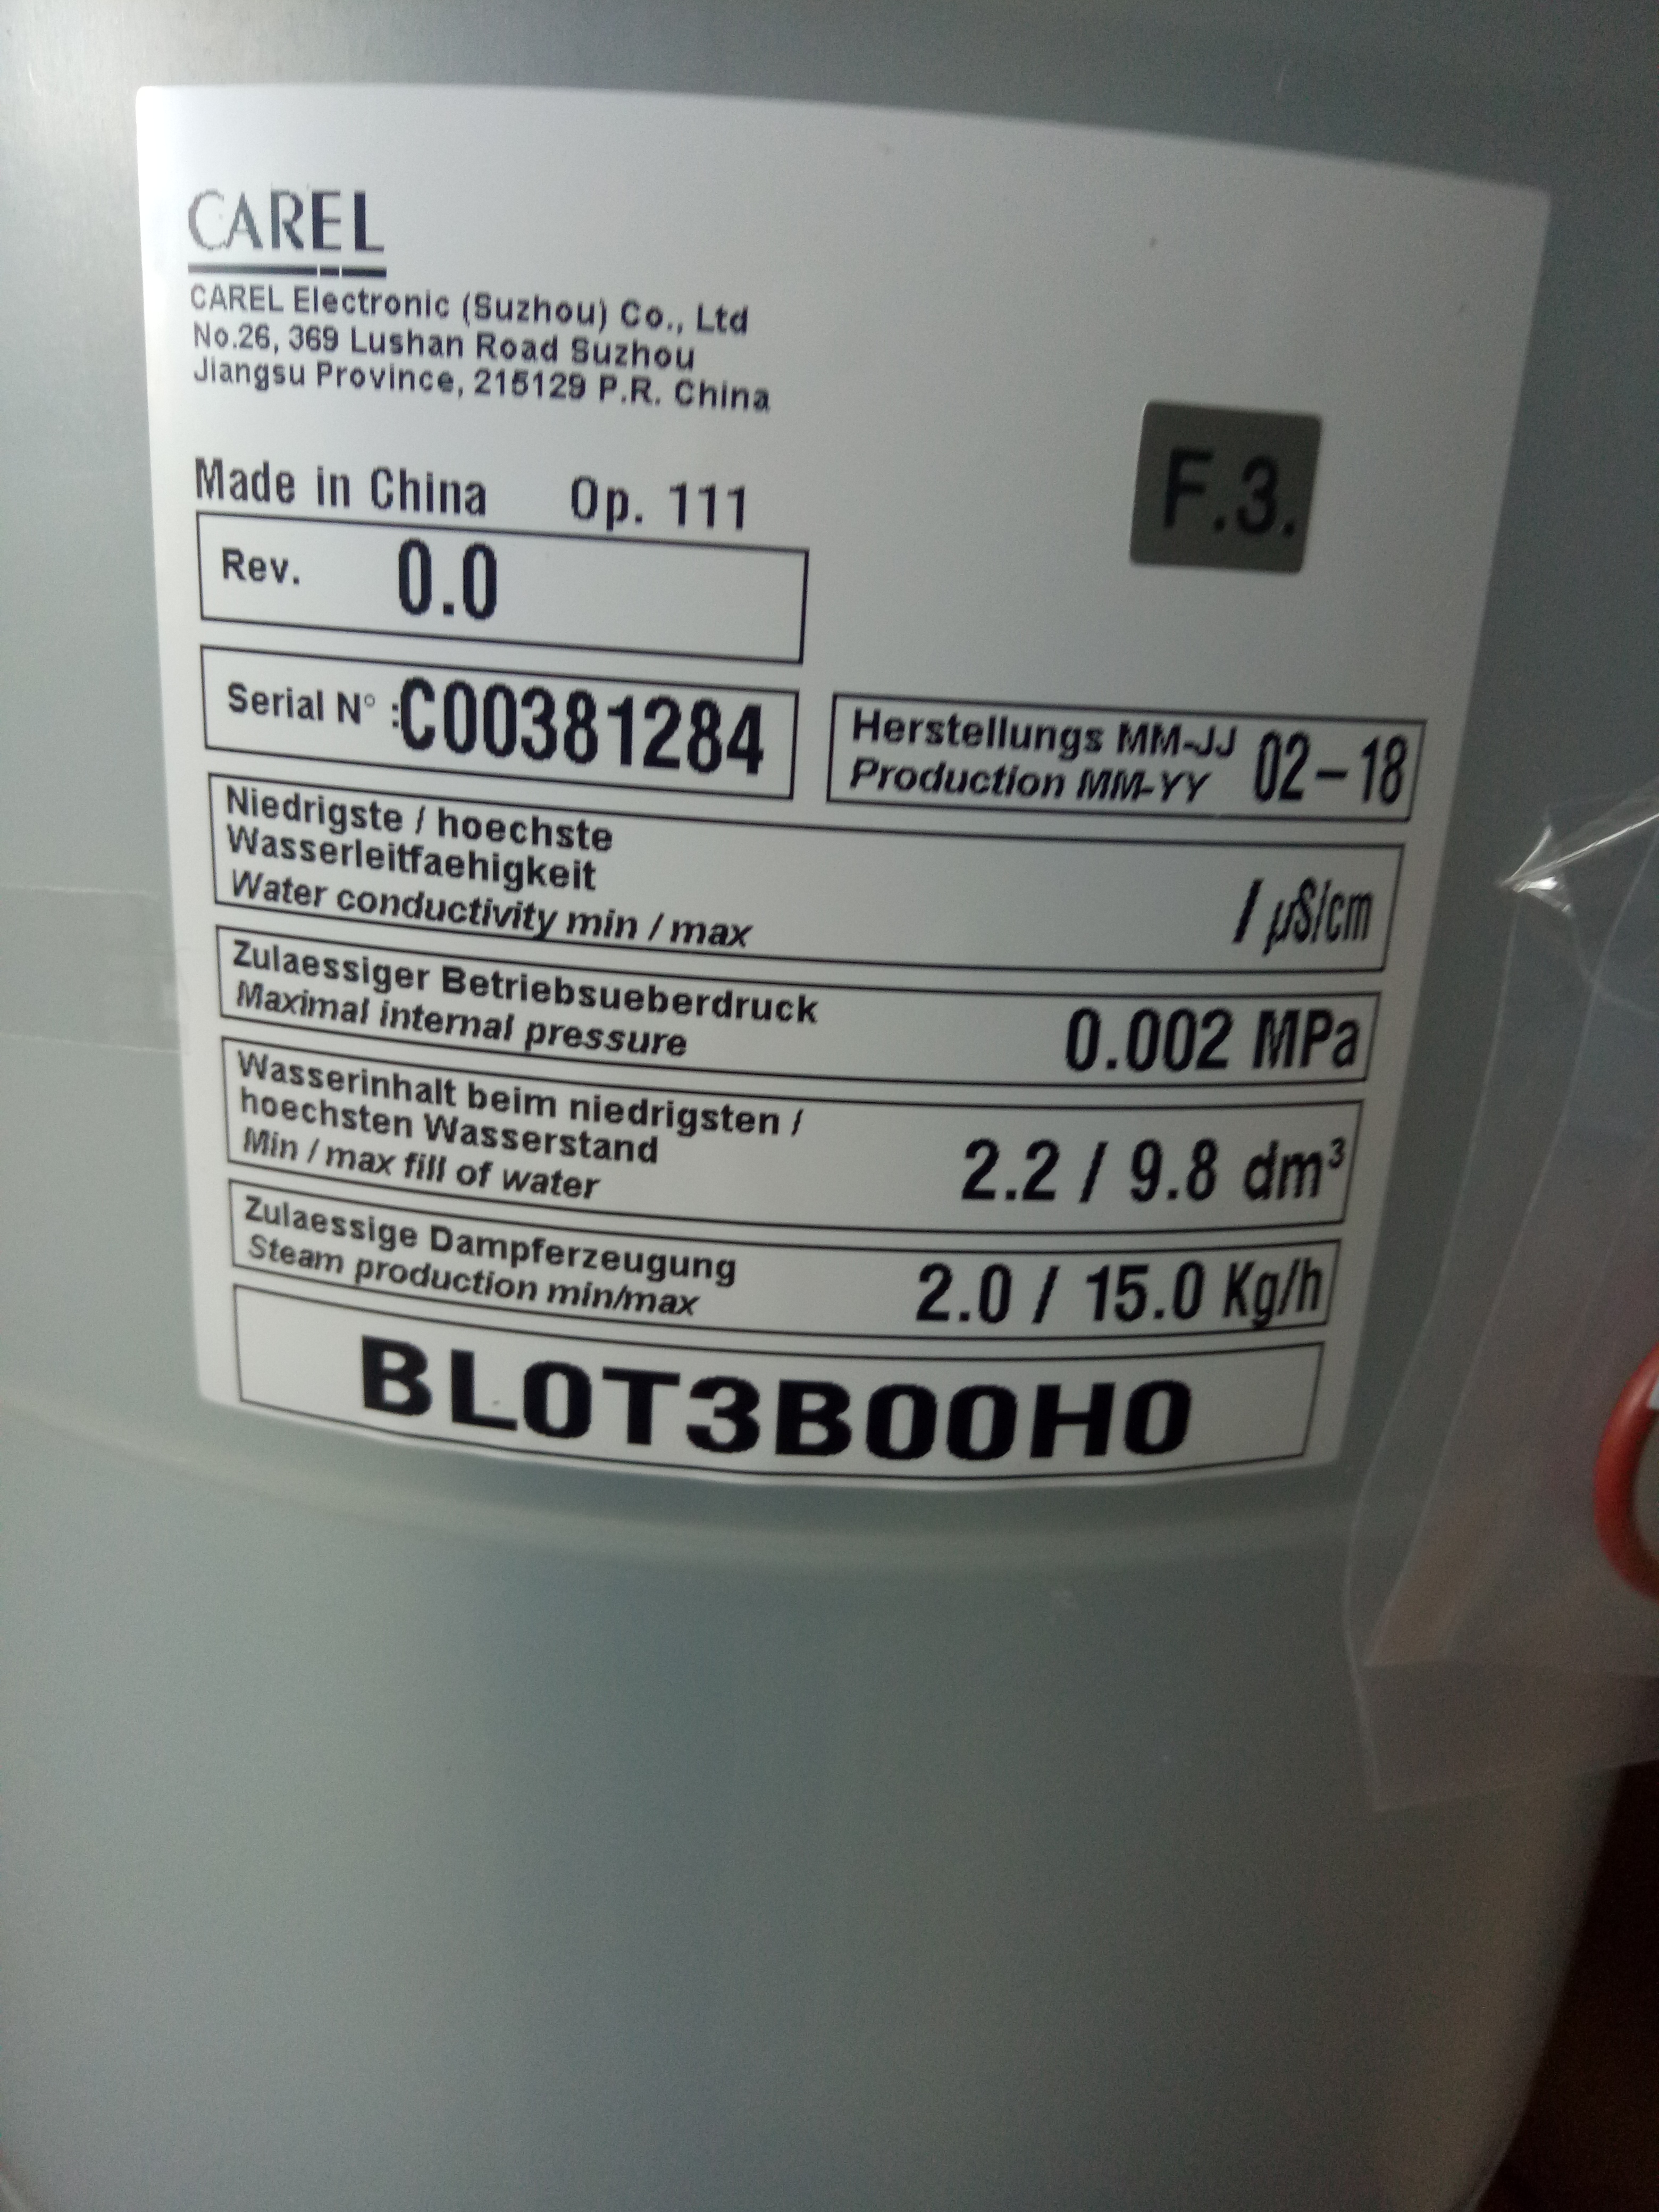 CAREL
CAREL Electronic (Suzhou) Co., Ltd
No.26, 369 Lushan Road Suzhou
Jiangsu Province, 215129 P.R. China
F.3.
Made in China Op. 111
Rev. 0.0
Serial N° :C00381284
Herstellungs MM-JJ 02-18
Production MM-YY
Niedrigste / hoechste
Wasserleitfaehigkeit
Water conductivity min / max / µS/cm
Zulaessiger Betriebsueberdruck
Maximal internal pressure 0.002 MPa
Wasserinhalt beim niedrigsten /
hoechsten Wasserstand
Min / max fill of water 2.2 / 9.8 dm³
Zulaessige Dampferzeugung
Steam production min/max 2.0 / 15.0 Kg/h
BL0T3B00H0